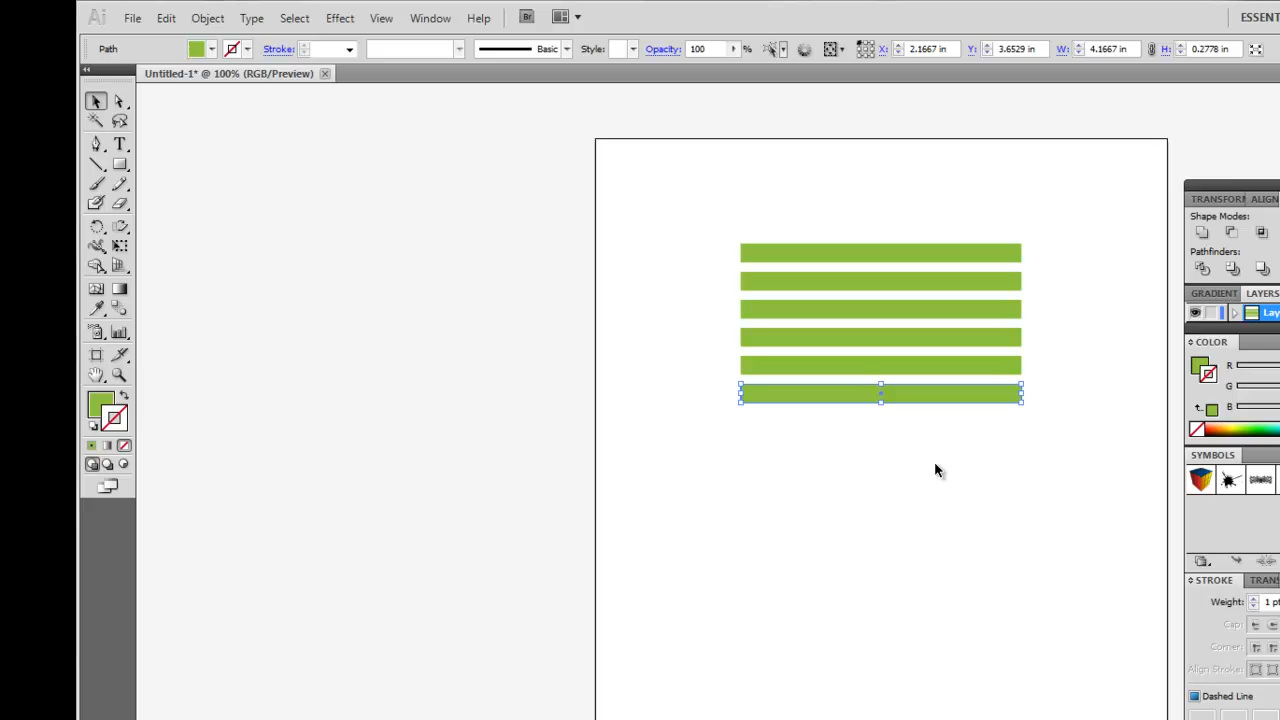 Ai File Edit Object Type Select Effect View Window Help Br ESSENT
Path Stroke: Basic Style: Opacity: 100 % X: 2.1667 in Y: 3.6529 in W: 4.1667 in H: 0.2778 in
Untitled-1* @ 100% (RGB/Preview)
TRANSFORM ALIGN
Shape Modes:
Pathfinders:
GRADIENT LAYERS
Lay
COLOR
R
G
B
SYMBOLS
STROKE TRANS
Weight: 1 pt
Cap:
Corner:
Align Stroke:
Dashed Line